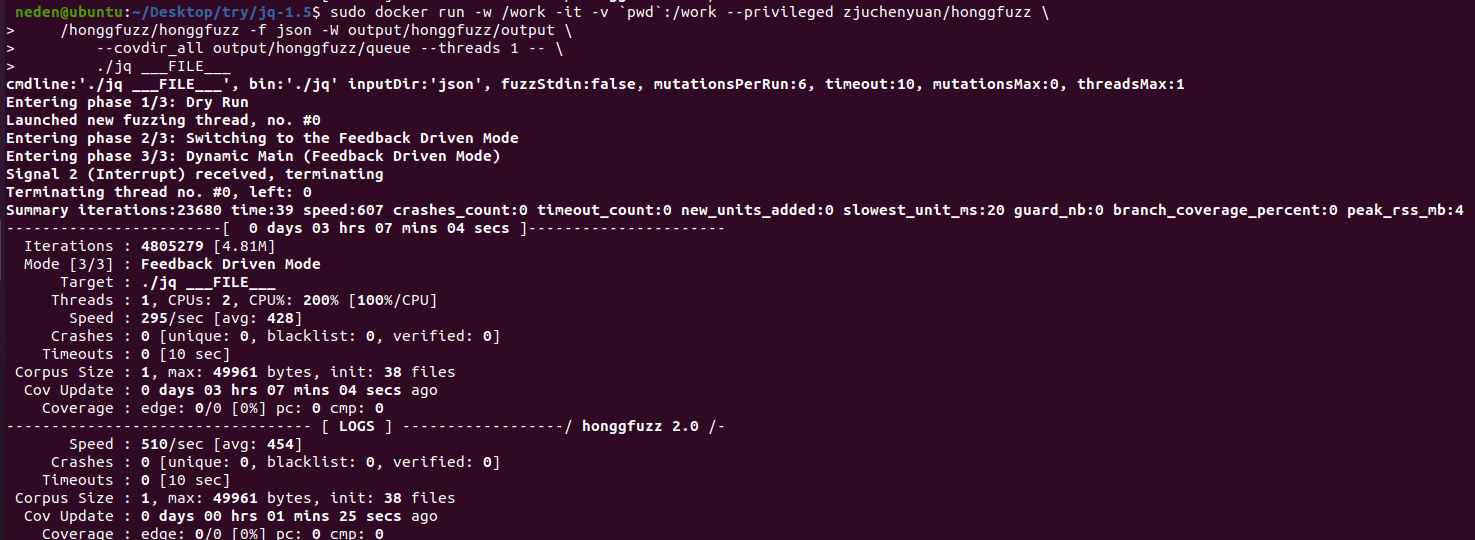 neden@ubuntu:~/Desktop/try/jq-1.5$ sudo docker run -w /work -it -v `pwd`:/work --privileged zjuchenyuan/honggfuzz \
>     /honggfuzz/honggfuzz -f json -W output/honggfuzz/output \
>         --covdir_all output/honggfuzz/queue --threads 1 -- \
>         ./jq ___FILE___
cmdline:'./jq ___FILE___', bin:'./jq' inputDir:'json', fuzzStdin:false, mutationsPerRun:6, timeout:10, mutationsMax:0, threadsMax:1
Entering phase 1/3: Dry Run
Launched new fuzzing thread, no. #0
Entering phase 2/3: Switching to the Feedback Driven Mode
Entering phase 3/3: Dynamic Main (Feedback Driven Mode)
Signal 2 (Interrupt) received, terminating
Terminating thread no. #0, left: 0
Summary iterations:23680 time:39 speed:607 crashes_count:0 timeout_count:0 new_units_added:0 slowest_unit_ms:20 guard_nb:0 branch_coverage_percent:0 peak_rss_mb:4
------------------------[  0 days 03 hrs 07 mins 04 secs ]----------------------
  Iterations : 4805279 [4.81M]
  Mode [3/3] : Feedback Driven Mode
      Target : ./jq ___FILE___
     Threads : 1, CPUs: 2, CPU%: 200% [100%/CPU]
       Speed : 295/sec [avg: 428]
     Crashes : 0 [unique: 0, blacklist: 0, verified: 0]
    Timeouts : 0 [10 sec]
 Corpus Size : 1, max: 49961 bytes, init: 38 files
  Cov Update : 0 days 03 hrs 07 mins 04 secs ago
    Coverage : edge: 0/0 [0%] pc: 0 cmp: 0
---------------------------------- [ LOGS ] ------------------/ honggfuzz 2.0 /-
       Speed : 510/sec [avg: 454]
     Crashes : 0 [unique: 0, blacklist: 0, verified: 0]
    Timeouts : 0 [10 sec]
 Corpus Size : 1, max: 49961 bytes, init: 38 files
  Cov Update : 0 days 00 hrs 01 mins 25 secs ago
    Coverage : edge: 0/0 [0%] pc: 0 cmp: 0